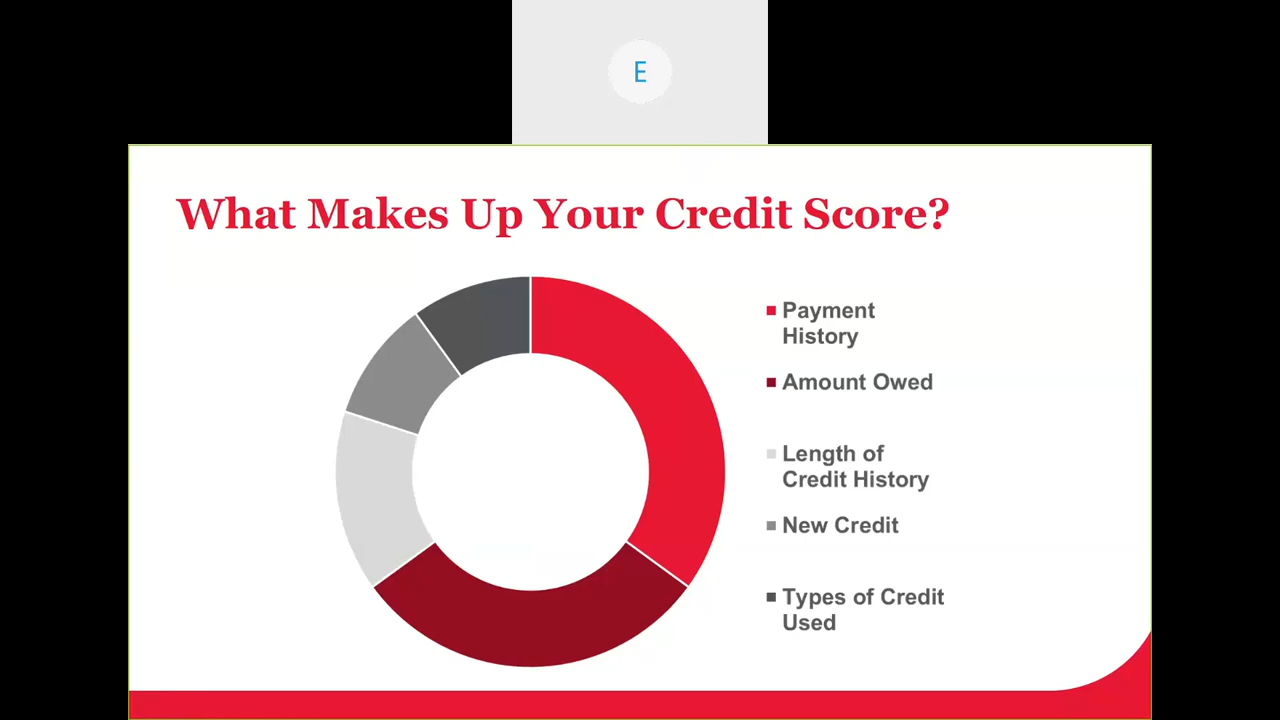 E
What Makes Up Your Credit Score?
Payment
History
Amount Owed
Length of
Credit History
New Credit
Types of Credit
Used